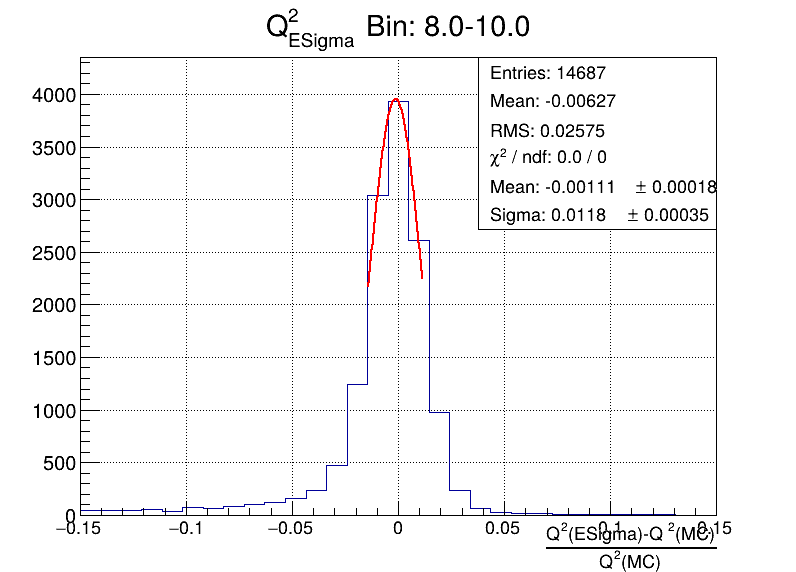 Q²ESigma Bin: 8.0-10.0
Entries: 14687
Mean: -0.00627
RMS: 0.02575
χ² / ndf: 0.0 / 0
Mean: -0.00111 ± 0.00018
Sigma: 0.0118 ± 0.00035
4000
3500
3000
2500
2000
1500
1000
500
0
−0.15 −0.1 −0.05 0 0.05 0.1 0.15
Q²(ESigma)-Q²(MC)
Q²(MC)